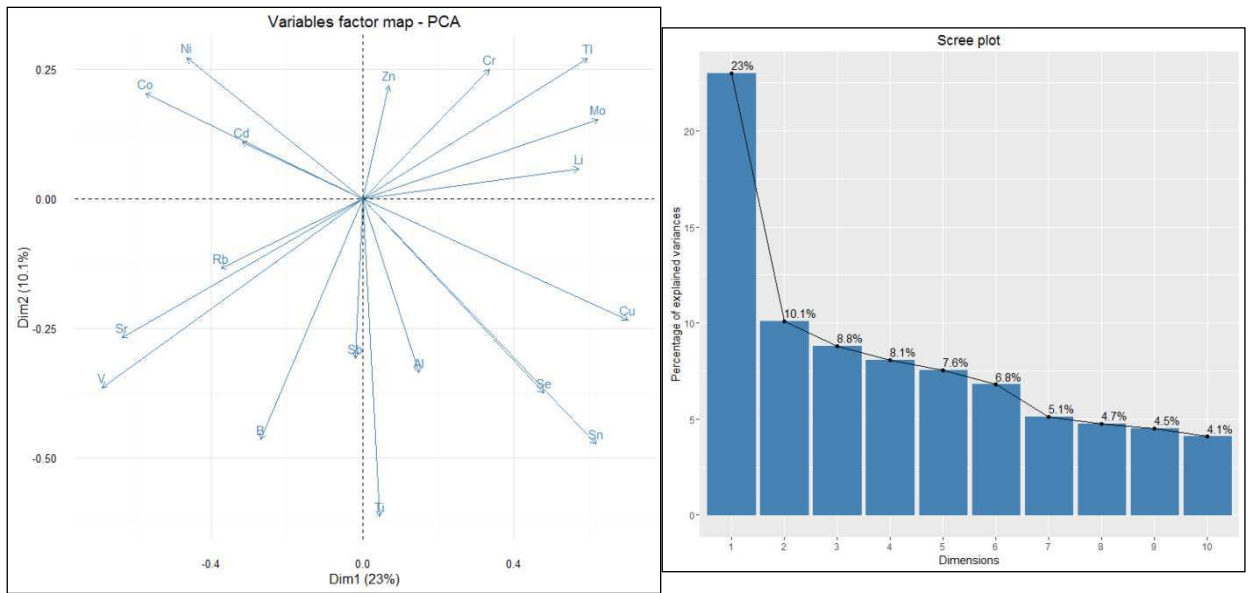 Variables factor map - PCA
Ni
Tl
Cr
Zn
0.25
Co
Mo
Cd
Li
0.00
Rb
Cu
-0.25
Sr
Sb
Al
V
Se
B
Sn
-0.50
Ti
Dim2 (10.1%)
-0.4
0.0
0.4
Dim1 (23%)
Scree plot
23%
10.1%
8.8%
8.1%
7.6%
6.8%
5.1%
4.7%
4.5%
4.1%
20
15
10
5
0
Percentage of explained variances
1 2 3 4 5 6 7 8 9 10
Dimensions